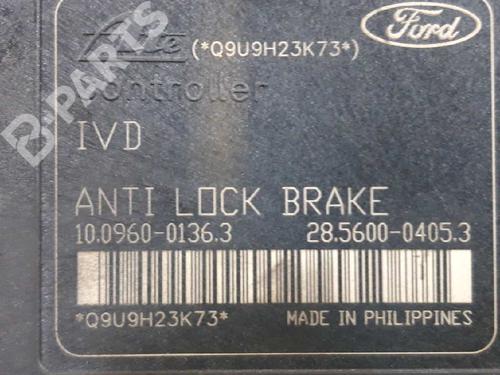 Ate (*Q9U9H23K73*) Ford
Controller
B-PARTS
IVD
ANTI LOCK BRAKE
10.0960-0136.3 28.5600-0405.3
*Q9U9H23K73* MADE IN PHILIPPINES